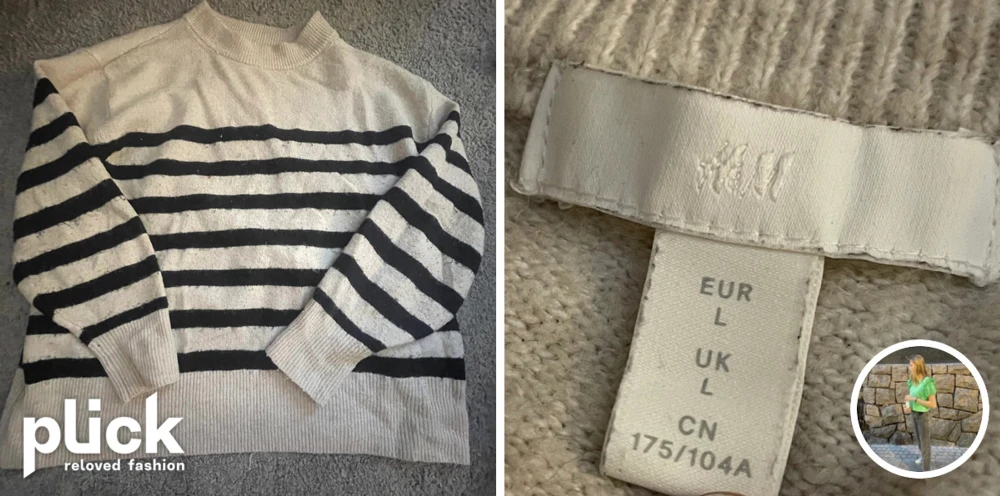 plick
reloved fashion
H&M
EUR
L
UK
L
CN
175/104A